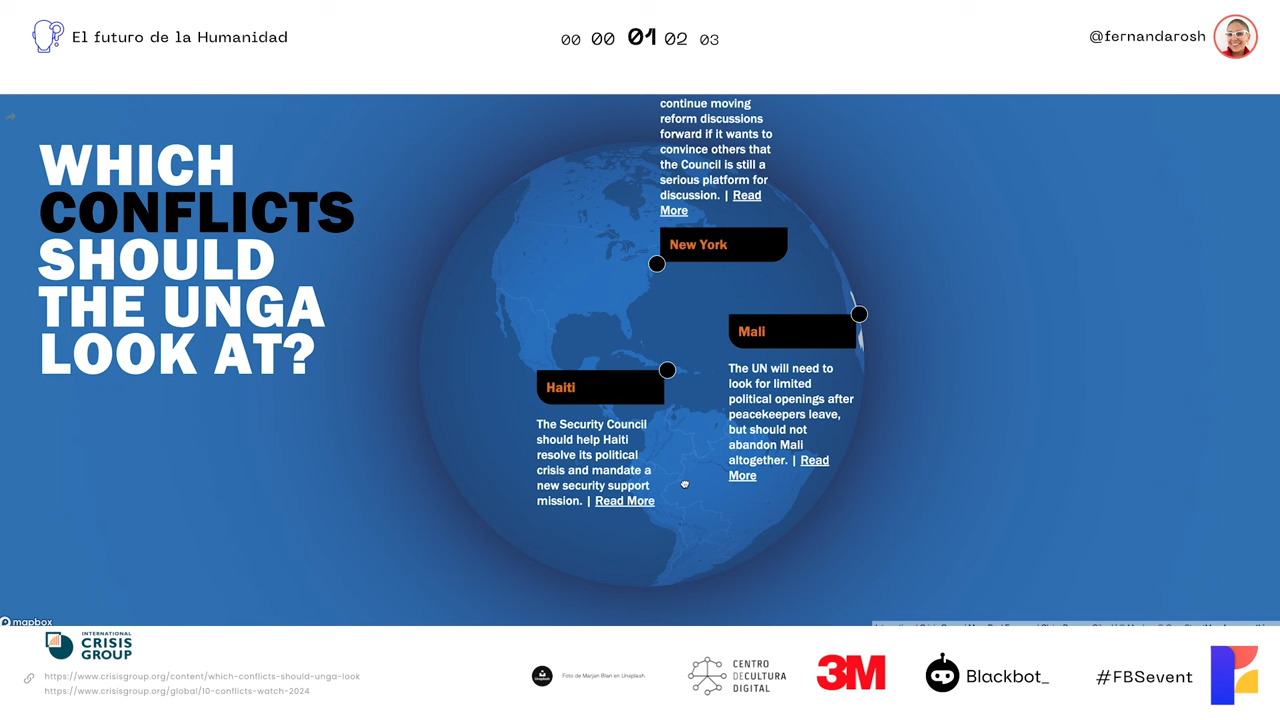 El futuro de la Humanidad
00 00 01 02 03
@fernandarosh
WHICH
CONFLICTS
SHOULD
THE UNGA
LOOK AT?
continue moving
reform discussions
forward if it wants to
convince others that
the Council is still a
serious platform for
discussion. | Read
More
New York
Mali
The UN will need to
look for limited
political openings after
peacekeepers leave,
but should not
abandon Mali
altogether. | Read
More
Haiti
The Security Council
should help Haiti
resolve its political
crisis and mandate a
new security support
mission. | Read More
mapbox
INTERNATIONAL
CRISIS
GROUP
https://www.crisisgroup.org/content/which-conflicts-should-unga-look
https://www.crisisgroup.org/global/10-conflicts-watch-2024
Unsplash
Foto de Marjan Blan en Unsplash
CENTRO
DECULTURA
DIGITAL
3M
Blackbot_
#FBSevent